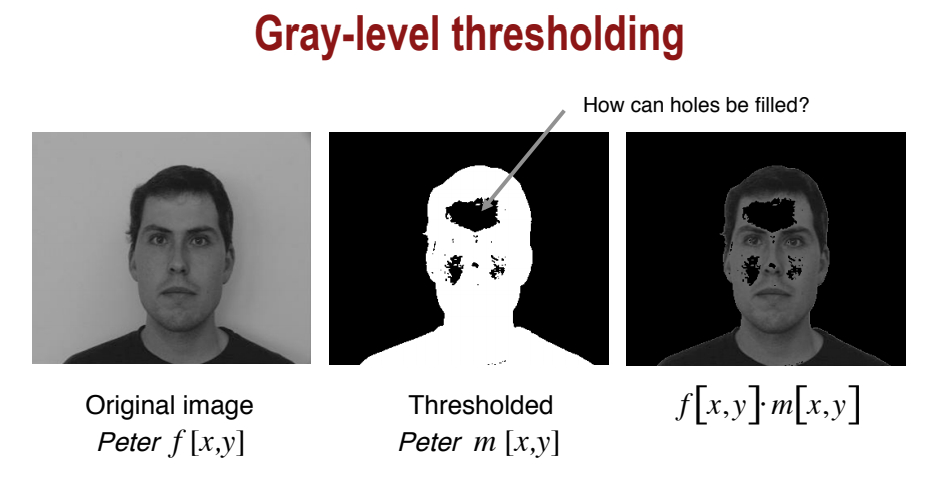 Gray-level thresholding
How can holes be filled?
Original image
Peter f [x,y]
Thresholded
Peter m [x,y]
f[x,y]·m[x,y]